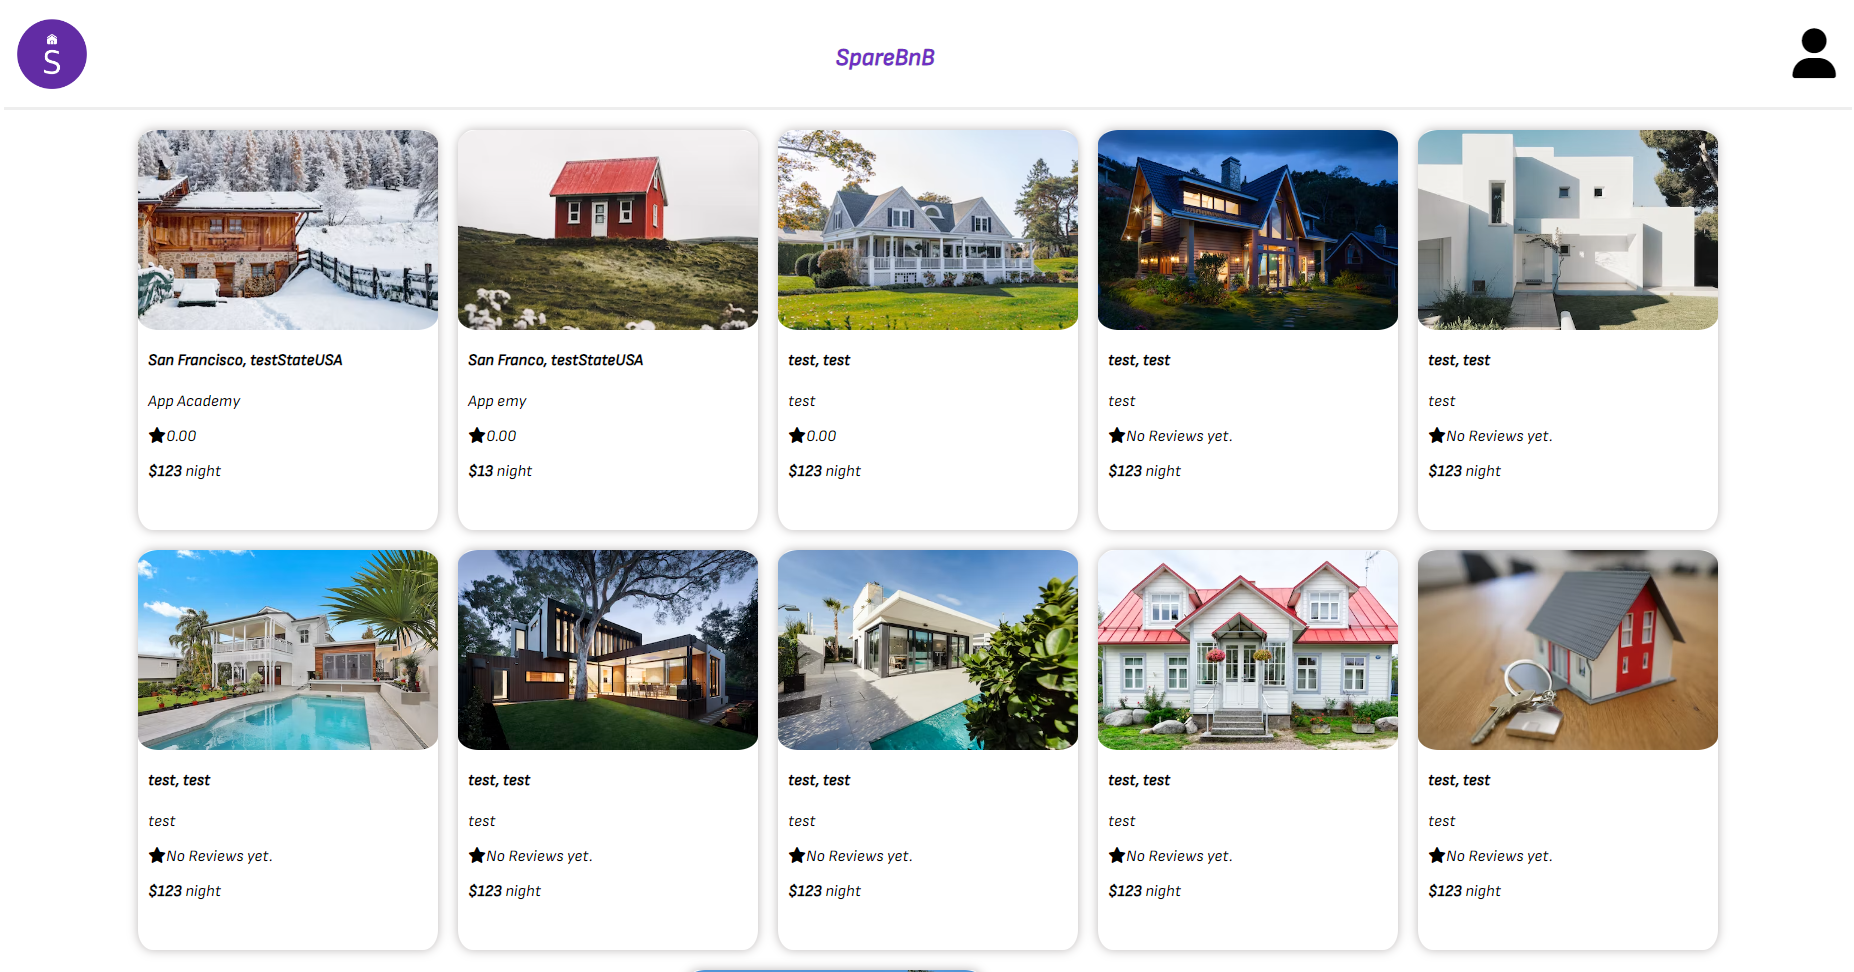 S
SpareBnB
San Francisco, testStateUSA
App Academy
0.00
$123 night
San Franco, testStateUSA
App emy
0.00
$13 night
test, test
test
0.00
$123 night
test, test
test
No Reviews yet.
$123 night
test, test
test
No Reviews yet.
$123 night
test, test
test
No Reviews yet.
$123 night
test, test
test
No Reviews yet.
$123 night
test, test
test
No Reviews yet.
$123 night
test, test
test
No Reviews yet.
$123 night
test, test
test
No Reviews yet.
$123 night